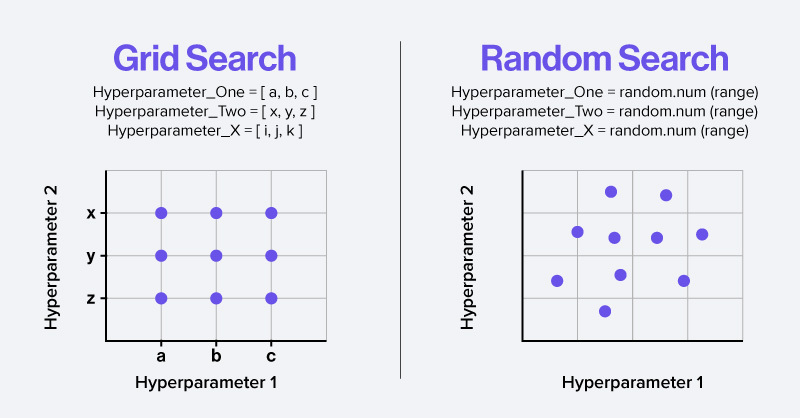 Grid Search
Hyperparameter_One = [ a, b, c ]
Hyperparameter_Two = [ x, y, z ]
Hyperparameter_X = [ i, j, k ]
Hyperparameter 2
x
y
z
a b c
Hyperparameter 1
Random Search
Hyperparameter_One = random.num (range)
Hyperparameter_Two = random.num (range)
Hyperparameter_X = random.num (range)
Hyperparameter 2
Hyperparameter 1